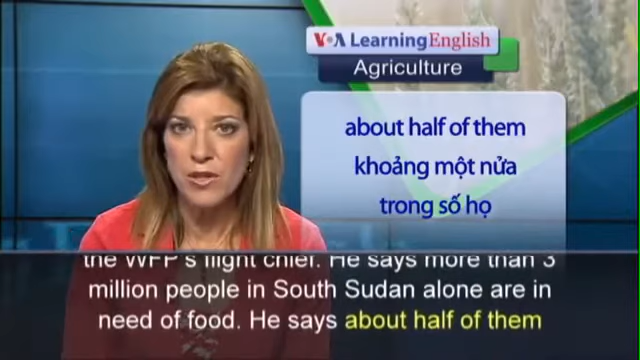 VOA Learning English
Agriculture
about half of them
khoảng một nửa
trong số họ
the WFP's flight chief. He says more than 3
million people in South Sudan alone are in
need of food. He says about half of them